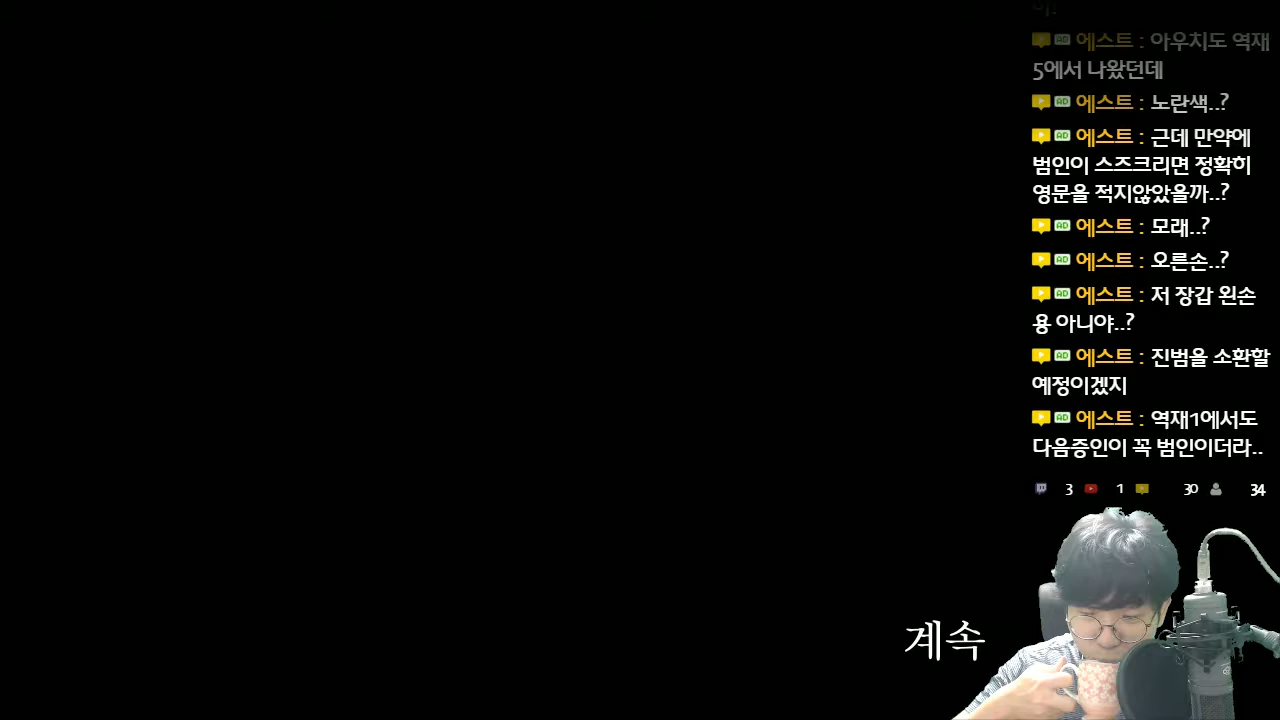 에스트 : 아우치도 역재
5에서 나왔던데
에스트 : 노란색..?
에스트 : 근데 만약에
범인이 스즈크리면 정확히
영문을 적지않았을까..?
에스트 : 모래..?
에스트 : 오른손..?
에스트 : 저 장갑 왼손
용 아니야..?
에스트 : 진범을 소환할
예정이겠지
에스트 : 역재1에서도
다음증인이 꼭 범인이더라..
3 1 30 34
계속